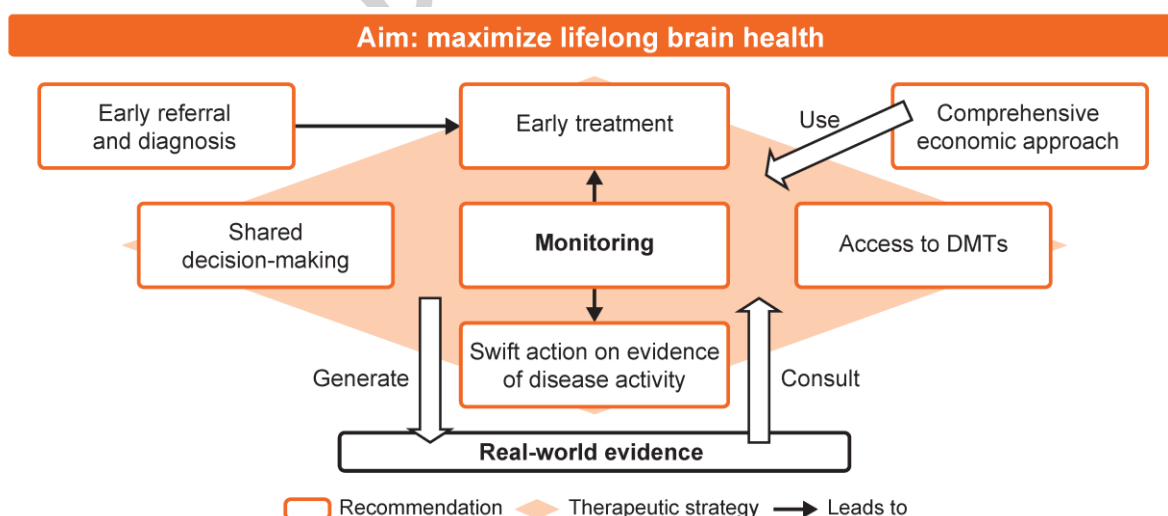 Aim: maximize lifelong brain health
Early referral
and diagnosis
Early treatment
Use
Comprehensive
economic approach
Shared
decision-making
Monitoring
Access to DMTs
Swift action on evidence
of disease activity
Generate
Consult
Real-world evidence
Recommendation
Therapeutic strategy
Leads to